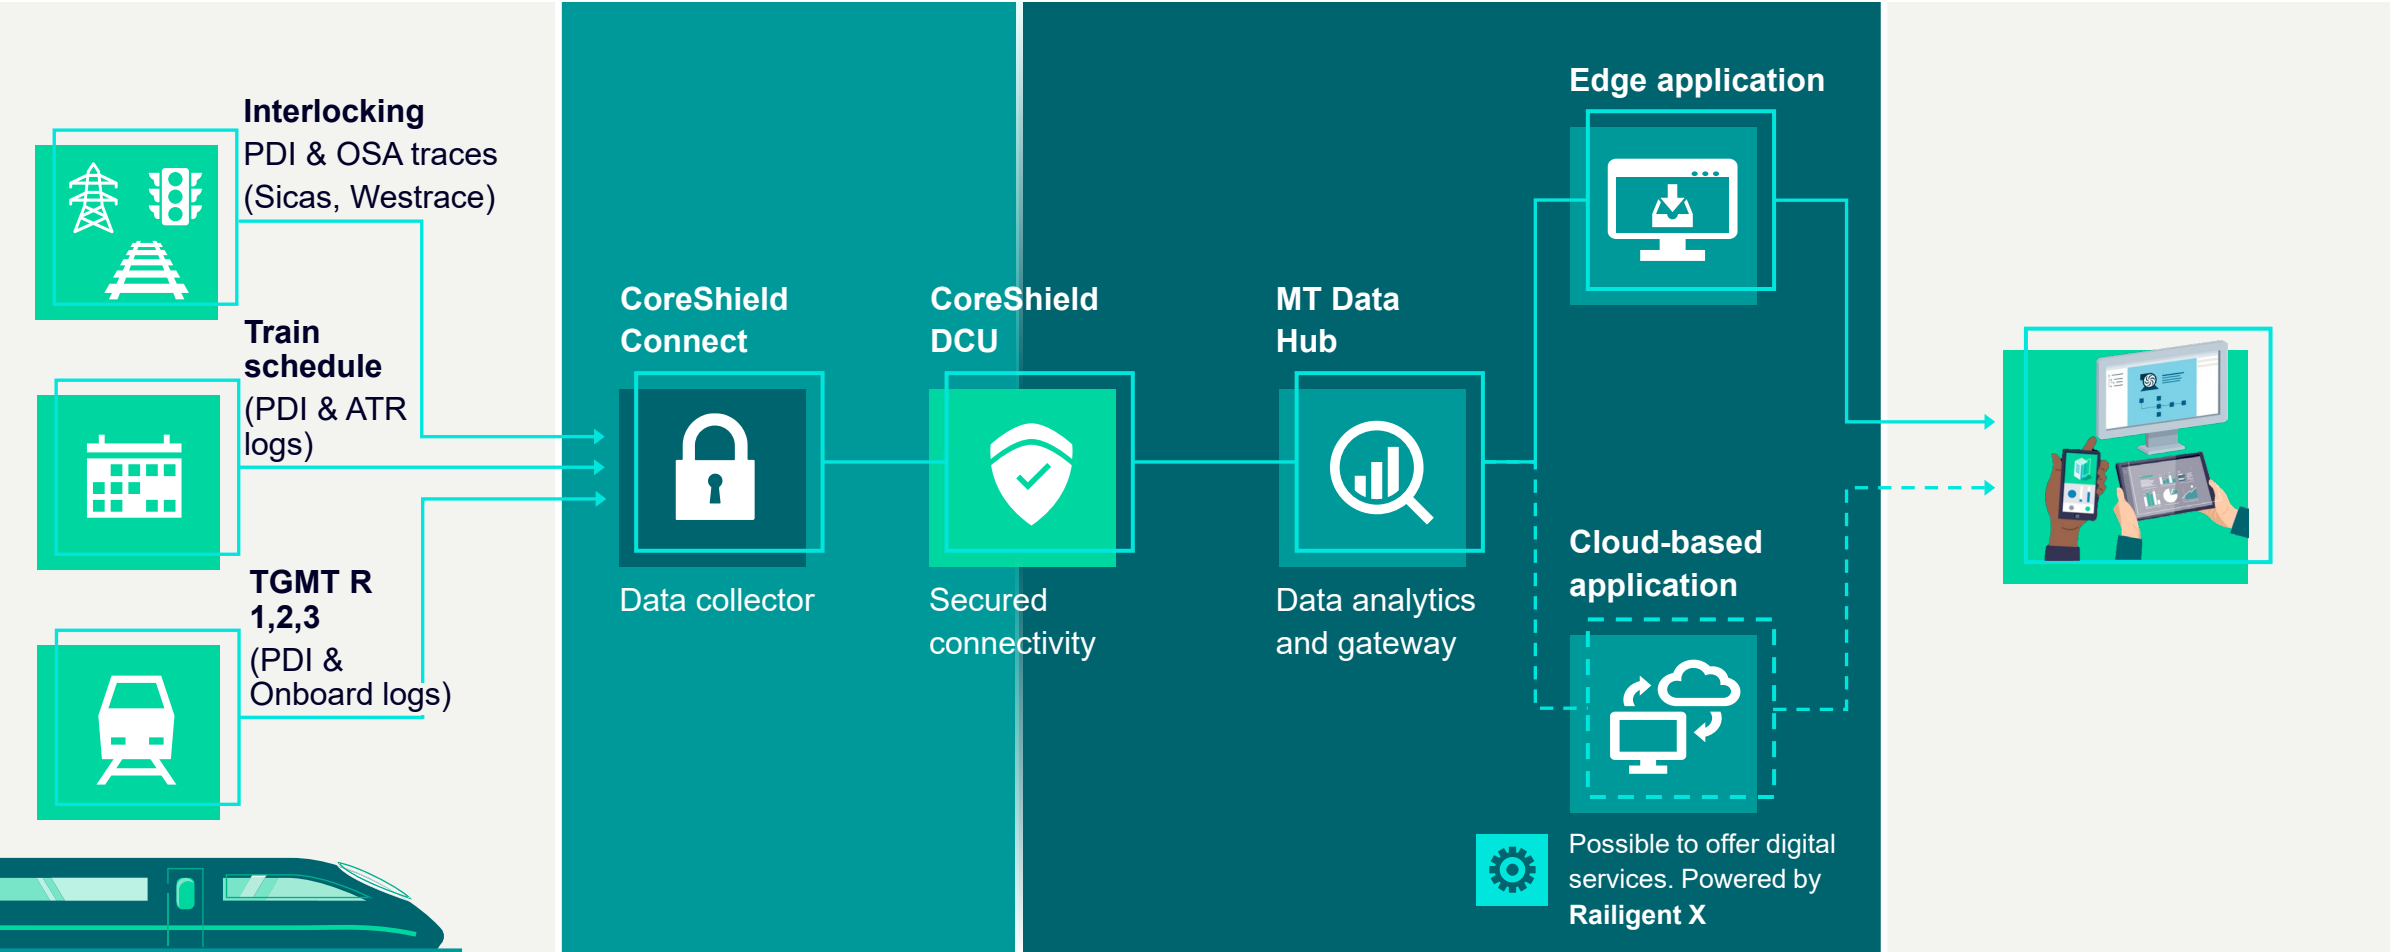 Interlocking
PDI & OSA traces
(Sicas, Westrace)
Train
schedule
(PDI & ATR
logs)
TGMT R
1,2,3
(PDI &
Onboard logs)
CoreShield
Connect
Data collector
CoreShield
DCU
Secured
connectivity
MT Data
Hub
Data analytics
and gateway
Edge application
Cloud-based
application
Possible to offer digital
services. Powered by
Railigent X